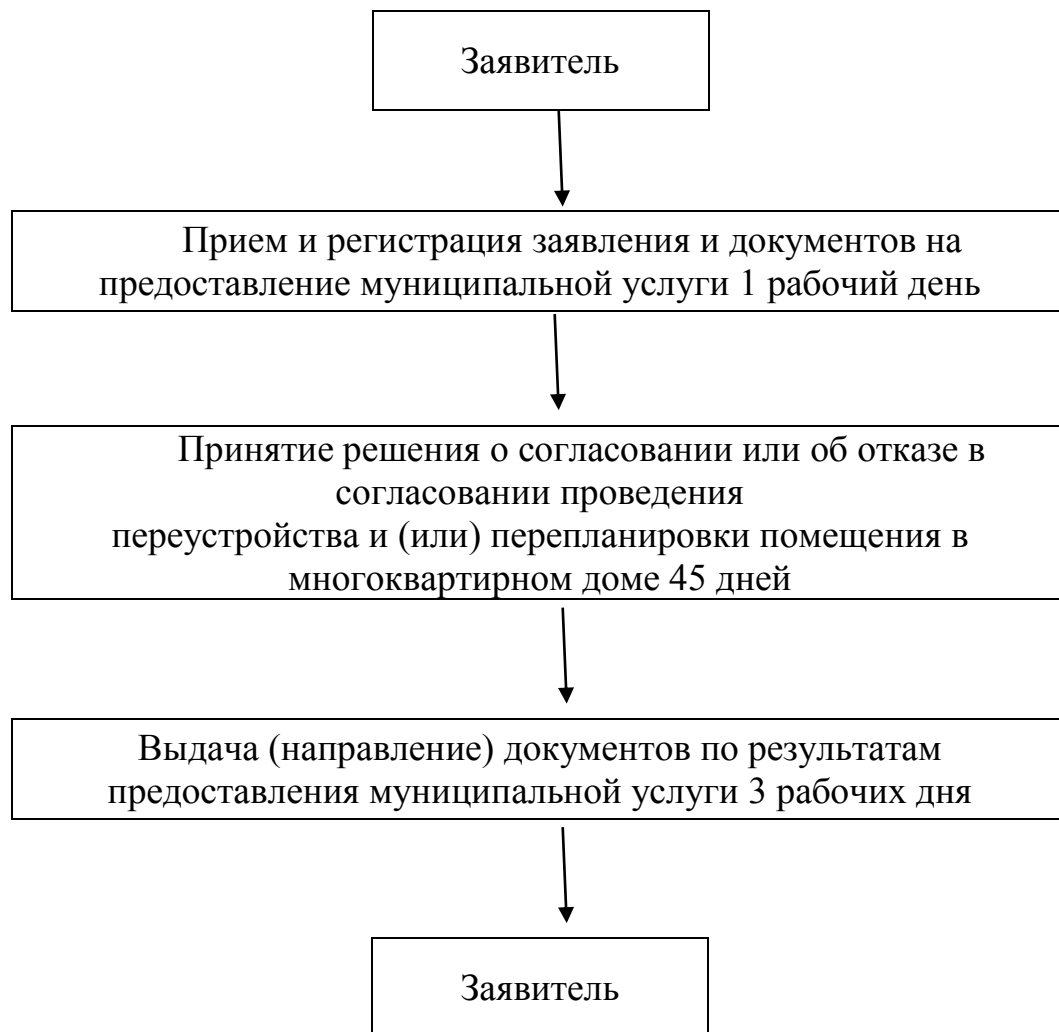 Заявитель
Прием и регистрация заявления и документов на
предоставление муниципальной услуги 1 рабочий день
Принятие решения о согласовании или об отказе в
согласовании проведения
переустройства и (или) перепланировки помещения в
многоквартирном доме 45 дней
Выдача (направление) документов по результатам
предоставления муниципальной услуги 3 рабочих дня
Заявитель